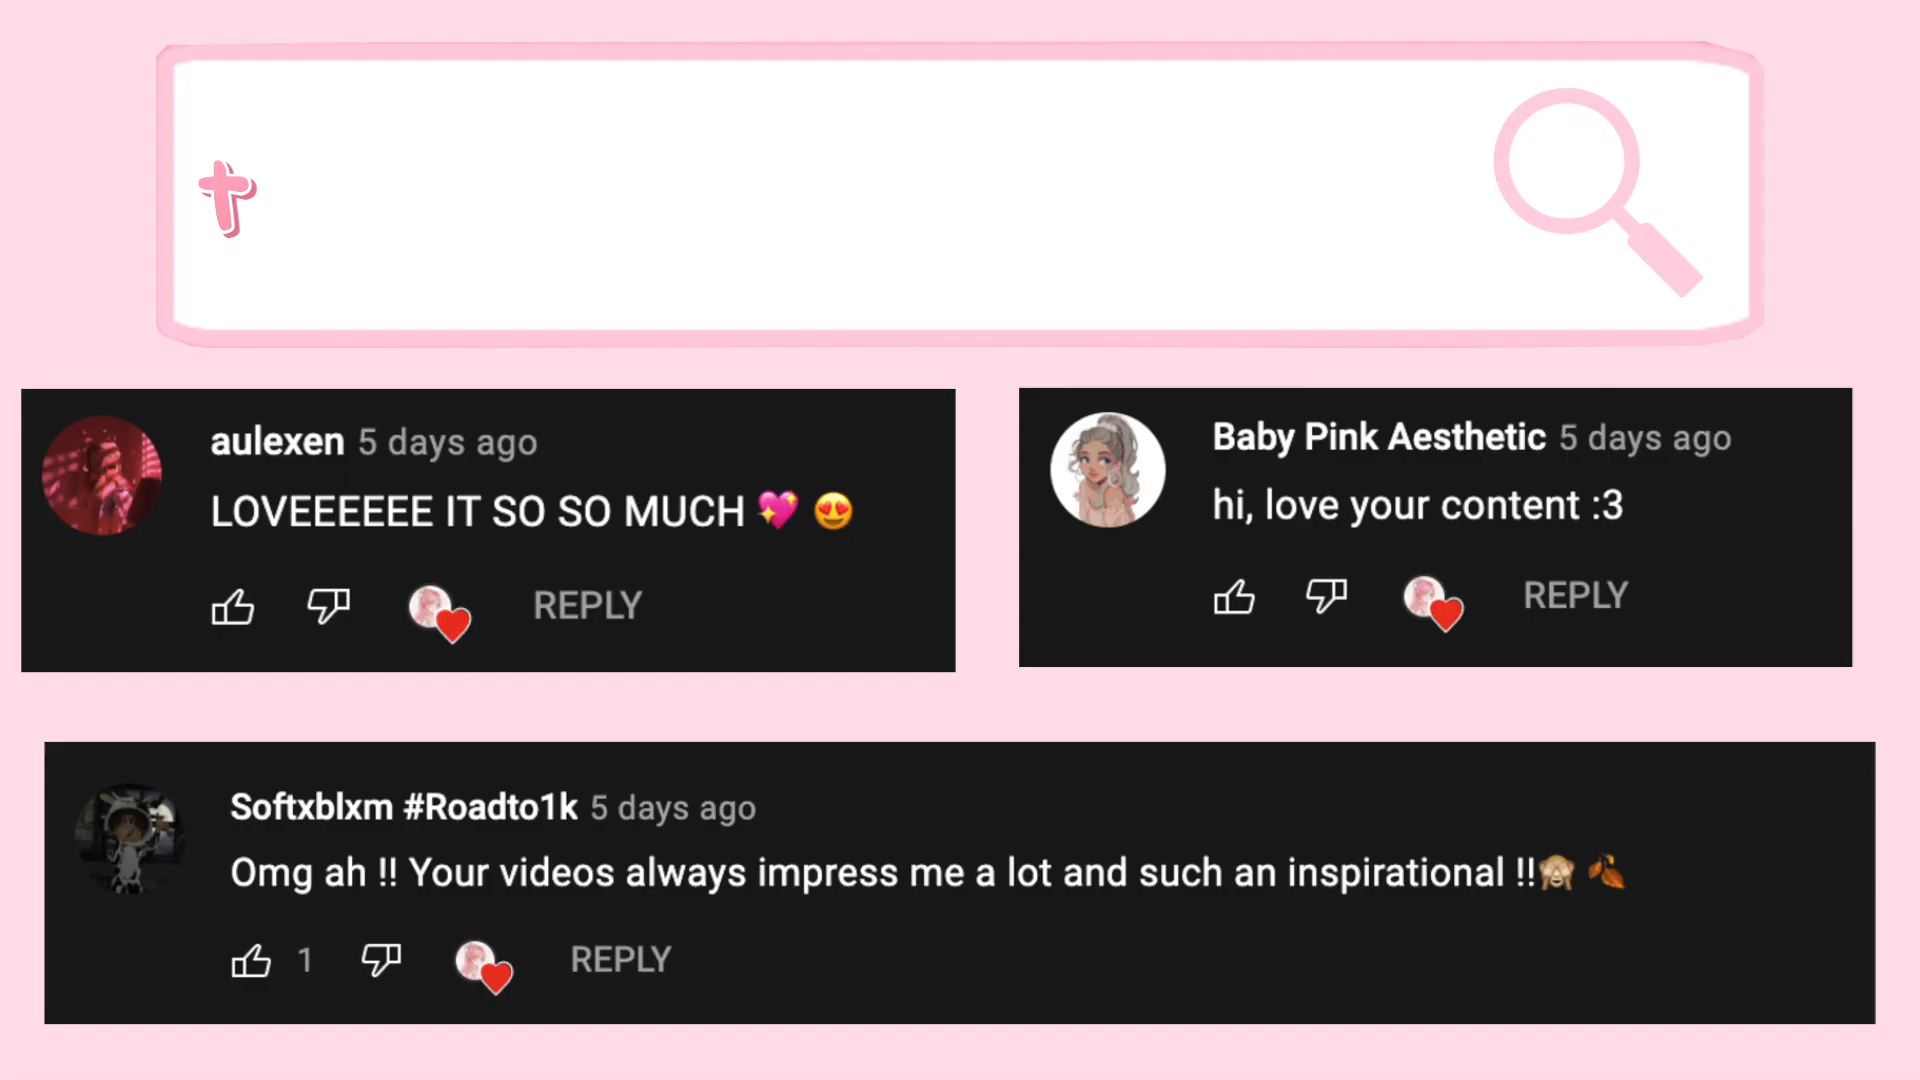 t
aulexen 5 days ago
LOVEEEEEE IT SO SO MUCH 💖 😍
REPLY
Baby Pink Aesthetic 5 days ago
hi, love your content :3
REPLY
Softxblxm #Roadto1k 5 days ago
Omg ah !! Your videos always impress me a lot and such an inspirational !!🙈 🍂
1 REPLY